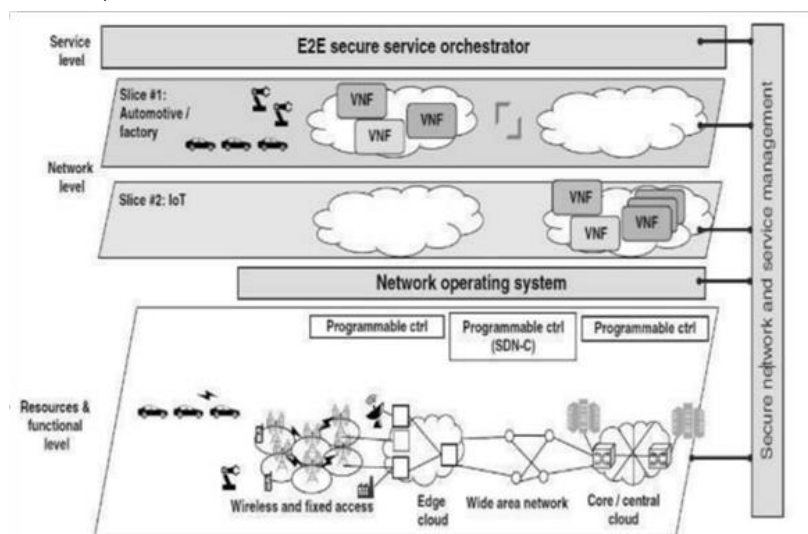 Service
level
E2E secure service orchestrator
Slice #1:
Automotive /
factory
VNF
VNF
VNF
Network
level
Slice #2: IoT
VNF
VNF
VNF
Network operating system
Programmable ctrl
Programmable ctrl
(SDN-C)
Programmable ctrl
Resources &
functional
level
Wireless and fixed access
Edge
cloud
Wide area network
Core / central
cloud
Secure network and service management